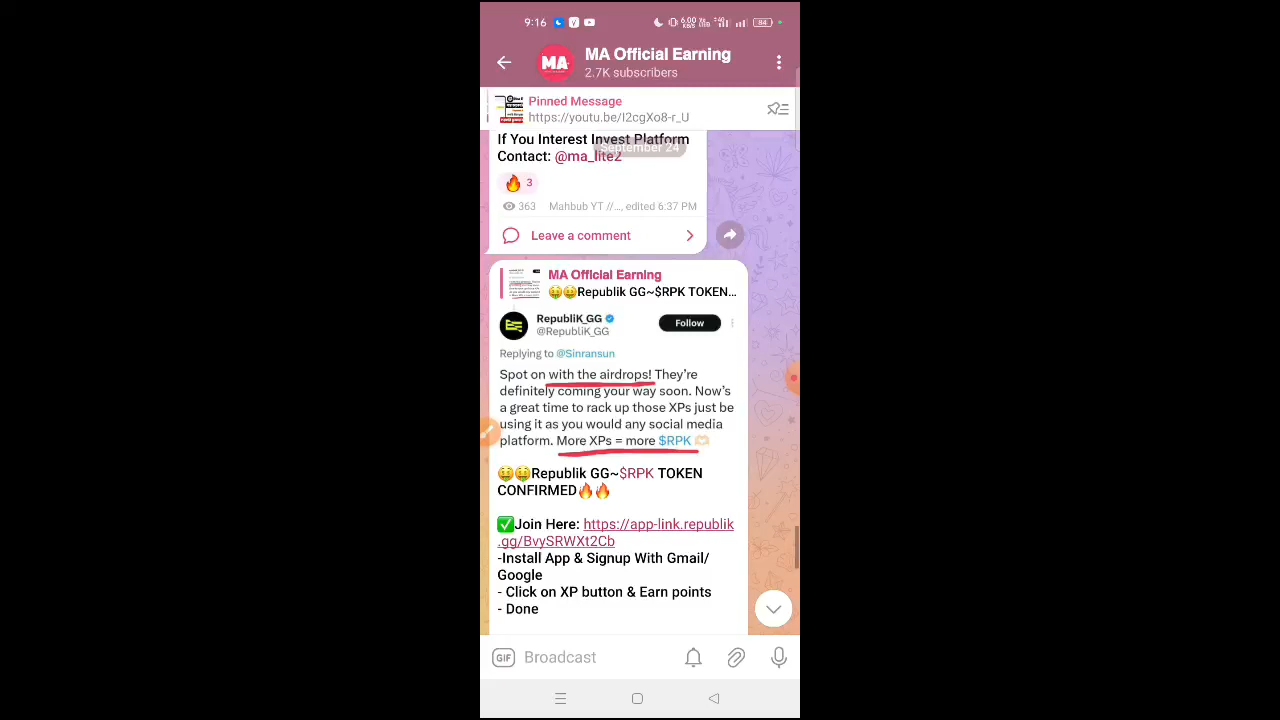 9:16
84
MA Official Earning
2.7K subscribers
Pinned Message
https://youtu.be/I2cgXo8-r_U
If You Interest Invest Platform
September 24
Contact: @ma_lite2
🔥 3
363 Mahbub YT //..., edited 6:37 PM
Leave a comment
MA Official Earning
🤑🤑Republik GG~$RPK TOKEN...
RepubliK_GG
@RepubliK_GG
Follow
Replying to @Sinransun
Spot on with the airdrops! They're
definitely coming your way soon. Now's
a great time to rack up those XPs just be
using it as you would any social media
platform. More XPs = more $RPK 🫶🏻
🤑🤑Republik GG~$RPK TOKEN
CONFIRMED🔥🔥
✅Join Here: https://app-link.republik
.gg/BvySRWXt2Cb
-Install App & Signup With Gmail/
Google
- Click on XP button & Earn points
- Done
GIF Broadcast